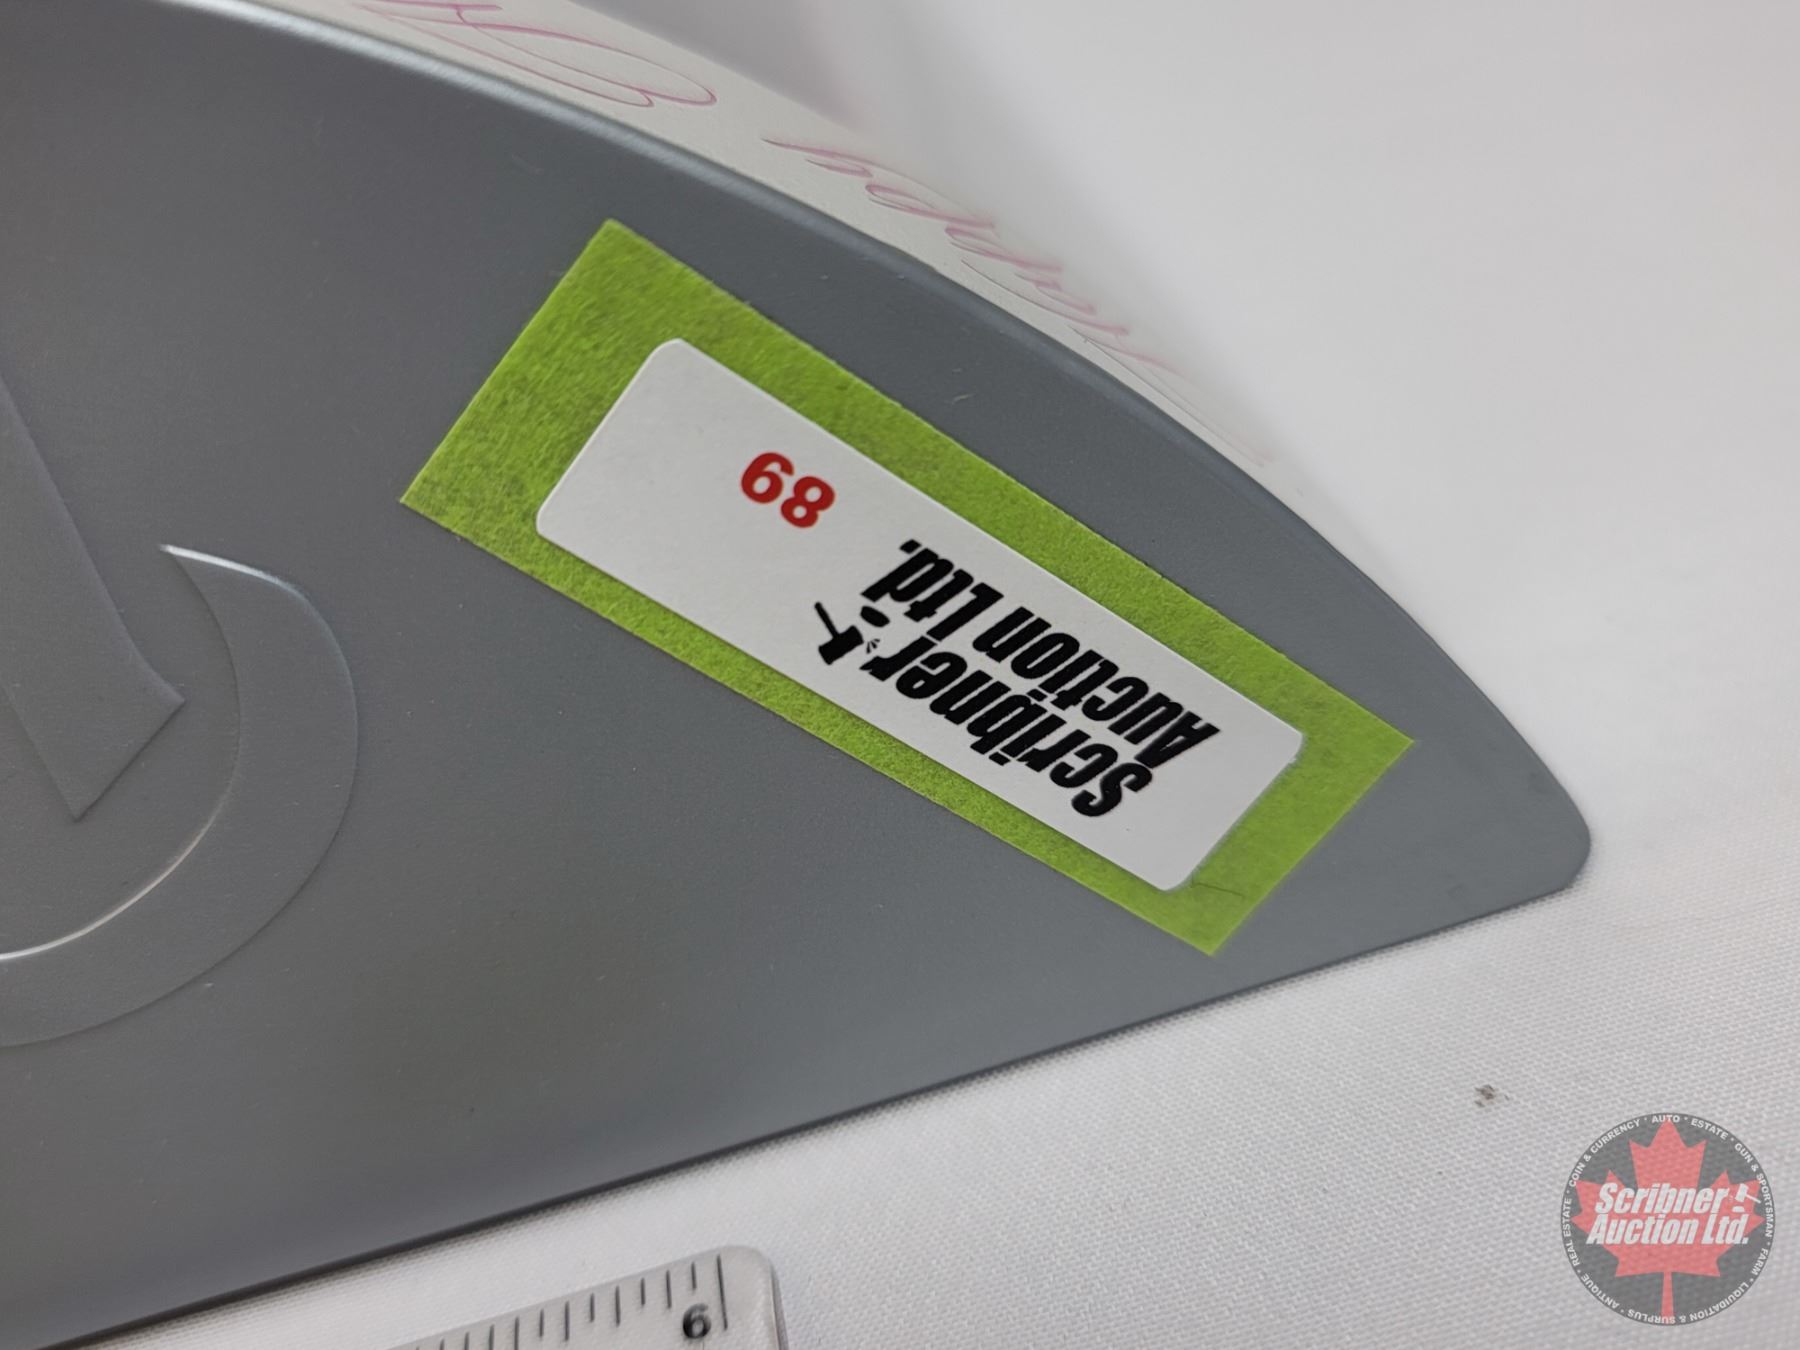 Happy
89
Scribner
Auction Ltd.
6
Scribner
Auction Ltd.
COIN & CURRENCY * AUTO * ESTATE * GUN & SPORTSMAN * FARM * LIQUIDATION & SURPLUS * ANTIQUE * REAL ESTATE *